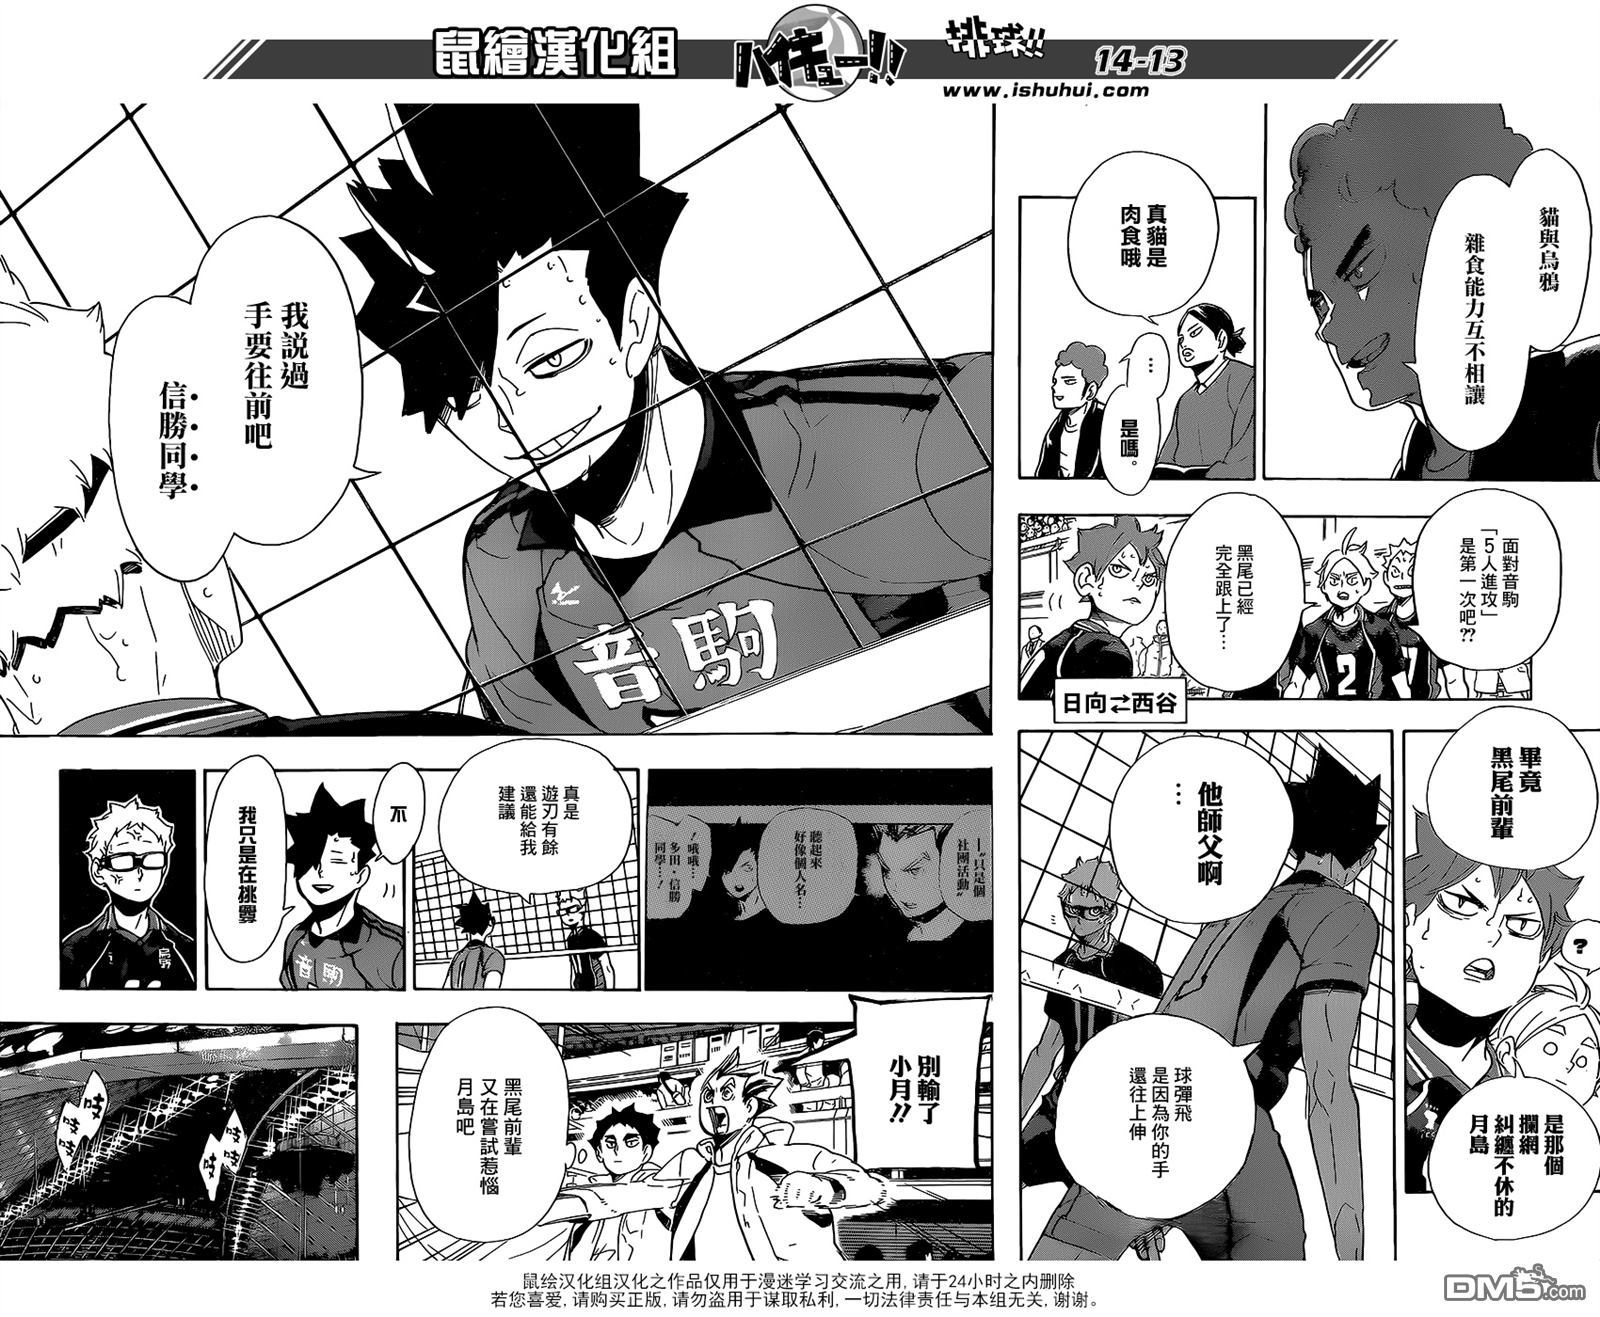 鼠繪漢化組
ハイキュー!!
排球!!
14-13
www.ishuhui.com
貓與烏鴉
雜食能力互不相讓
真貓是
肉食哦
…
是嗎。
面對音駒
「5人進攻」
是第一次吧??
黑尾已經
完全跟上了…
2
日向⇄西谷
畢竟
黑尾前輩
?
是那個
攔網
糾纏不休的
月島
他師父啊
…
球彈飛
是因為你的手
還往上伸
我説過
手要往前吧
信勝同學
音駒
―"只是個
社團活動"
聽起來
好像個人名…
!哦哦…
多田・信勝
同學…!
真是
遊刃有餘
還能給我
建議
不
我只是在挑釁
音駒
烏野
別輸了
小月!!
黑尾前輩
又在嘗試惹惱
月島吧
吱
吱吱
吱
鼠绘汉化组汉化之作品仅用于漫迷学习交流之用,请于24小时之内删除
若您喜爱,请购买正版,请勿盗用于谋取私利,一切法律责任与本组无关,谢谢。
DM5.com